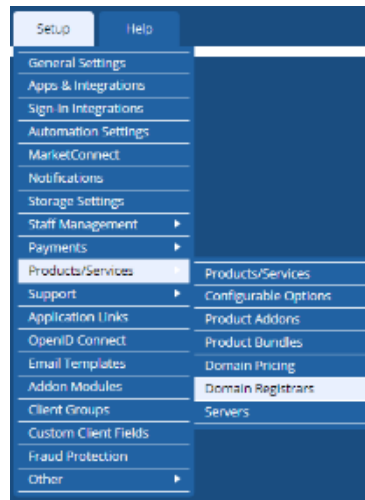 Setup Help
General Settings
Apps & Integrations
Sign-In Integrations
Automation Settings
MarketConnect
Notifications
Storage Settings
Staff Management
Payments
Products/Services
Support
Application Links
OpenID Connect
Email Templates
Addon Modules
Client Groups
Custom Client Fields
Fraud Protection
Other
Products/Services
Configurable Options
Product Addons
Product Bundles
Domain Pricing
Domain Registrars
Servers